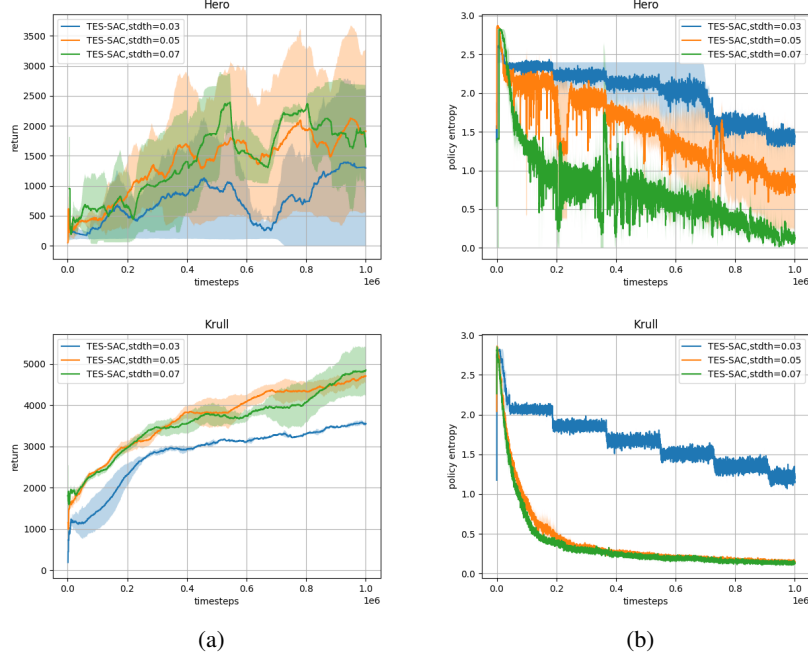 Hero
TES-SAC,stdth=0.03
TES-SAC,stdth=0.05
TES-SAC,stdth=0.07
return
3500
3000
2500
2000
1500
1000
500
0
0.0 0.2 0.4 0.6 0.8 1.0
timesteps
1e6
Hero
TES-SAC,stdth=0.03
TES-SAC,stdth=0.05
TES-SAC,stdth=0.07
policy entropy
3.0
2.5
2.0
1.5
1.0
0.5
0.0
0.0 0.2 0.4 0.6 0.8 1.0
timesteps
1e6
Krull
TES-SAC,stdth=0.03
TES-SAC,stdth=0.05
TES-SAC,stdth=0.07
return
5000
4000
3000
2000
1000
0
0.0 0.2 0.4 0.6 0.8 1.0
timesteps
1e6
Krull
TES-SAC,stdth=0.03
TES-SAC,stdth=0.05
TES-SAC,stdth=0.07
policy entropy
3.0
2.5
2.0
1.5
1.0
0.5
0.0
0.0 0.2 0.4 0.6 0.8 1.0
timesteps
1e6
(a)
(b)